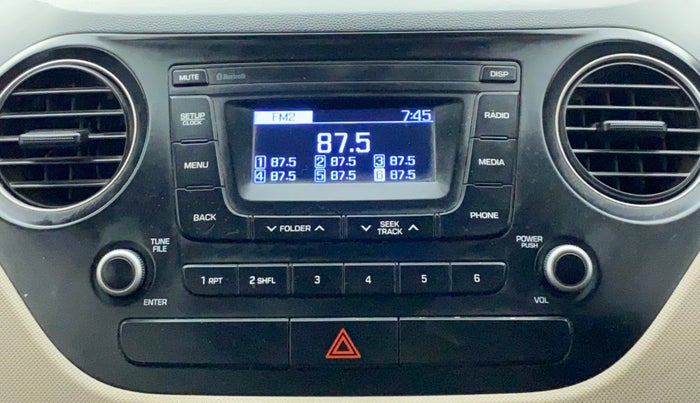 MUTE
Bluetooth
DISP
SETUP
CLOCK
FM2 7:45
RADIO
87.5
MENU
1 87.5 2 87.5 3 87.5
4 87.5 5 87.5 6 87.5
MEDIA
BACK
FOLDER
SEEK
TRACK
PHONE
TUNE
FILE
POWER
PUSH
1 RPT 2 SHFL 3 4 5 6
ENTER
VOL